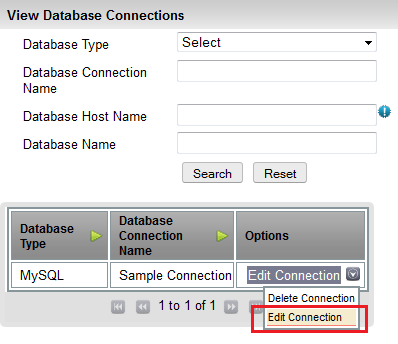 View Database Connections
Database Type
Select
Database Connection
Name
Database Host Name
Database Name
Search Reset
Database
Type
Database
Connection
Name
Options
MySQL Sample Connection Edit Connection
Delete Connection
1 to 1 of 1
Edit Connection